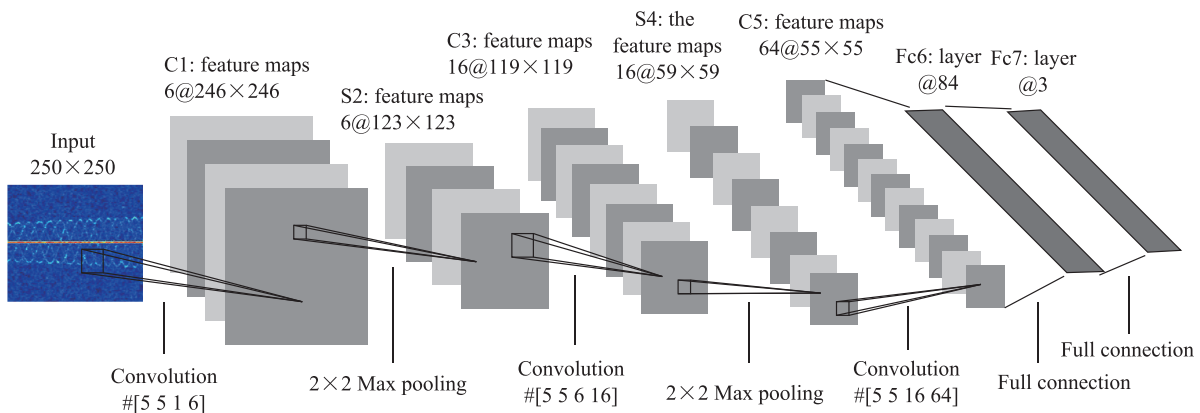 Input
250×250
C1: feature maps
6@246×246
S2: feature maps
6@123×123
C3: feature maps
16@119×119
S4: the
feature maps
16@59×59
C5: feature maps
64@55×55
Fc6: layer
@84
Fc7: layer
@3
Convolution
#[5 5 1 6]
2×2 Max pooling
Convolution
#[5 5 6 16]
2×2 Max pooling
Convolution
#[5 5 16 64]
Full connection
Full connection